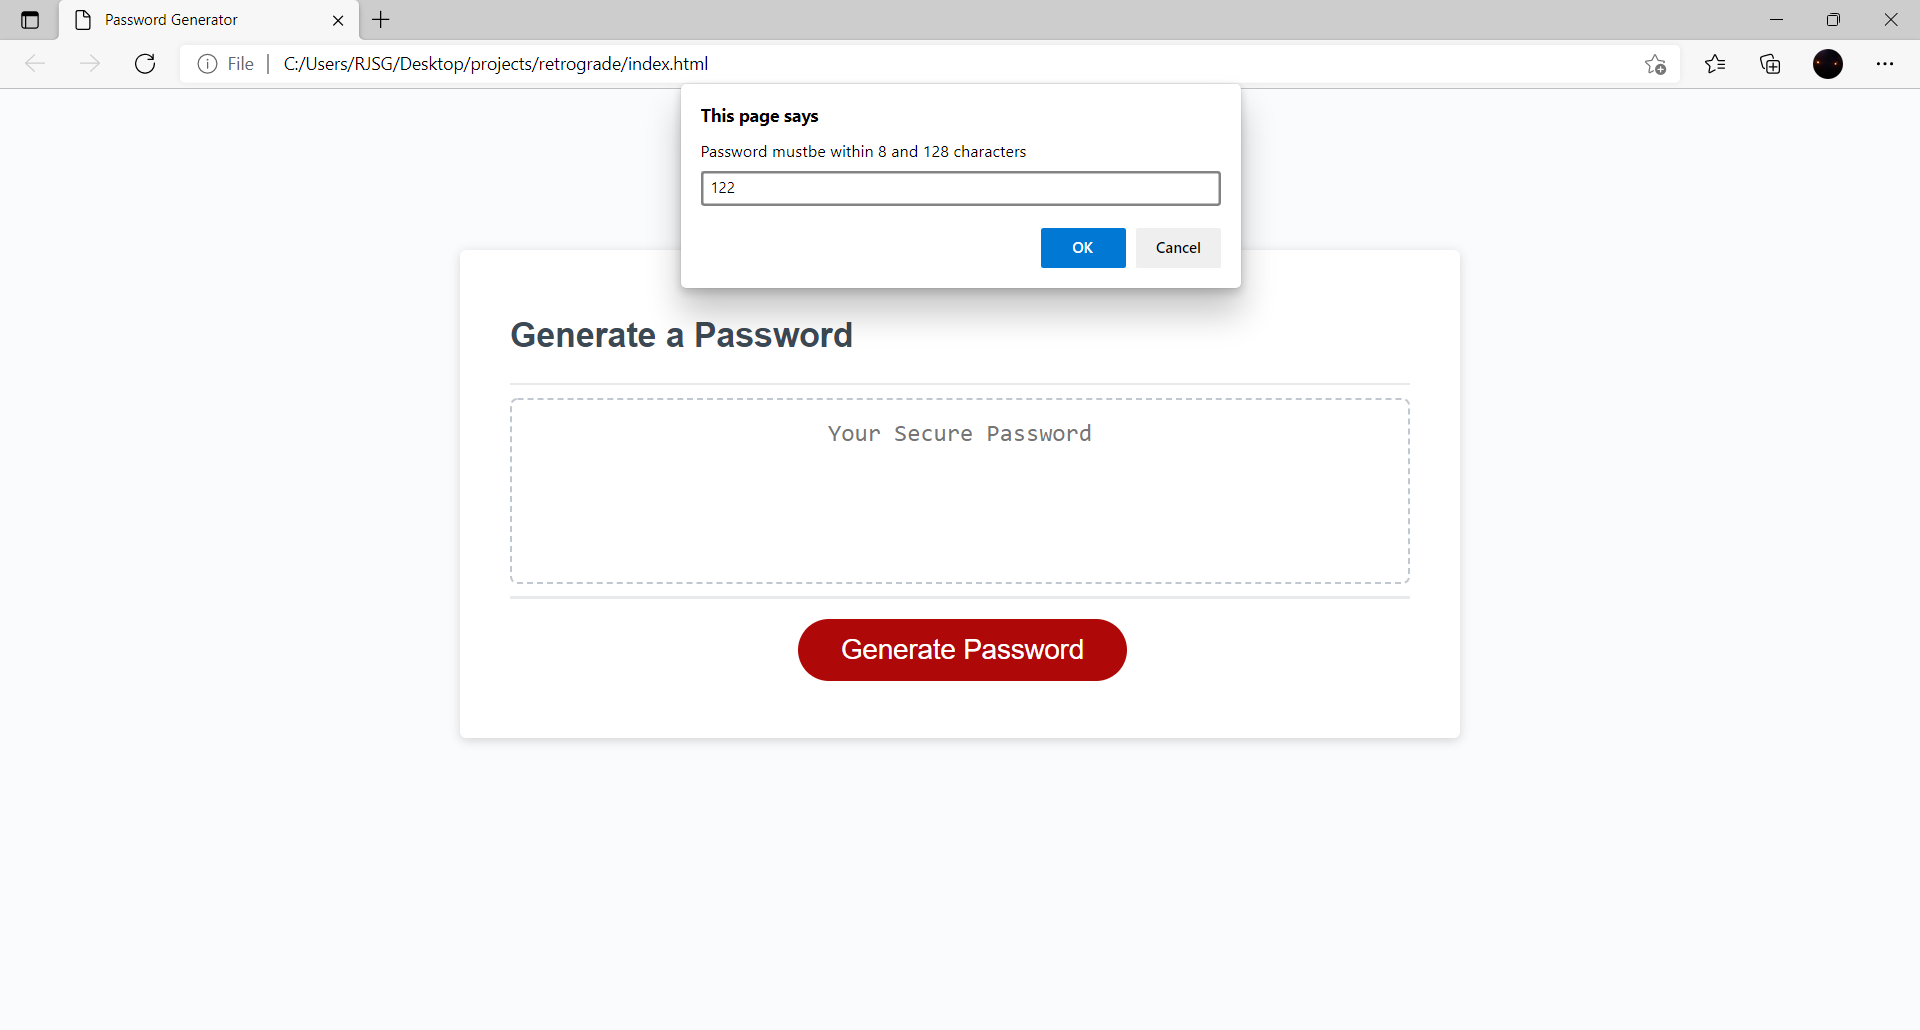 Password Generator
File
C:/Users/RJSG/Desktop/projects/retrograde/index.html
This page says
Password mustbe within 8 and 128 characters
122
OK Cancel
Generate a Password
Your Secure Password
Generate Password